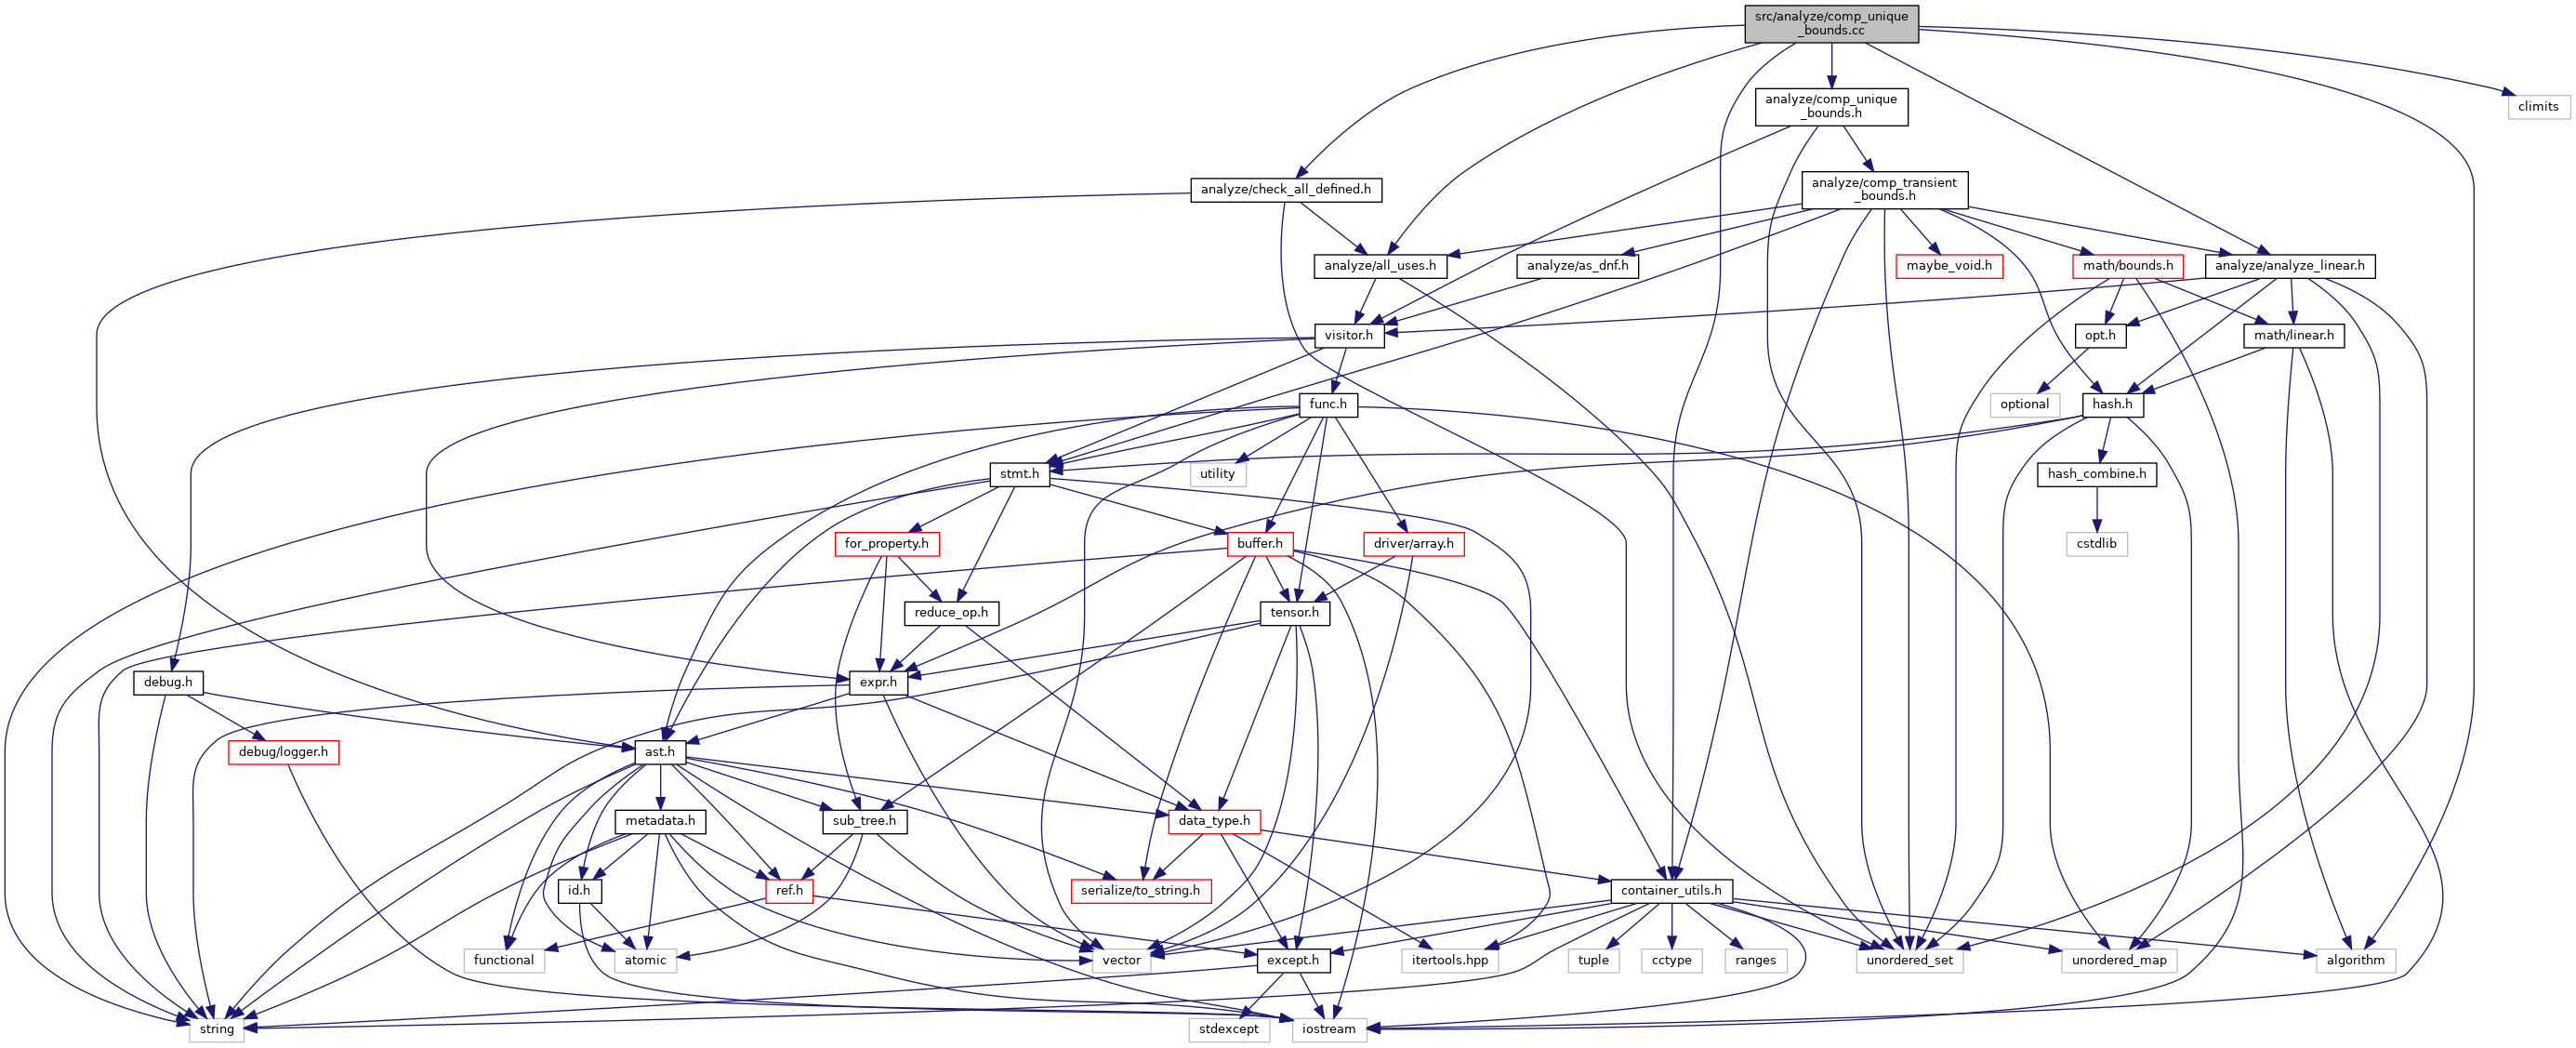 src/analyze/comp_unique
_bounds.cc
analyze/comp_unique
_bounds.h
climits
analyze/check_all_defined.h
analyze/comp_transient
_bounds.h
analyze/all_uses.h
analyze/as_dnf.h
maybe_void.h
math/bounds.h
analyze/analyze_linear.h
visitor.h
opt.h
math/linear.h
func.h
optional
hash.h
stmt.h
utility
hash_combine.h
for_property.h
buffer.h
driver/array.h
cstdlib
reduce_op.h
tensor.h
debug.h
expr.h
debug/logger.h
ast.h
metadata.h
sub_tree.h
data_type.h
id.h
ref.h
serialize/to_string.h
container_utils.h
functional
atomic
vector
except.h
itertools.hpp
tuple
cctype
ranges
unordered_set
unordered_map
algorithm
string
stdexcept
iostream